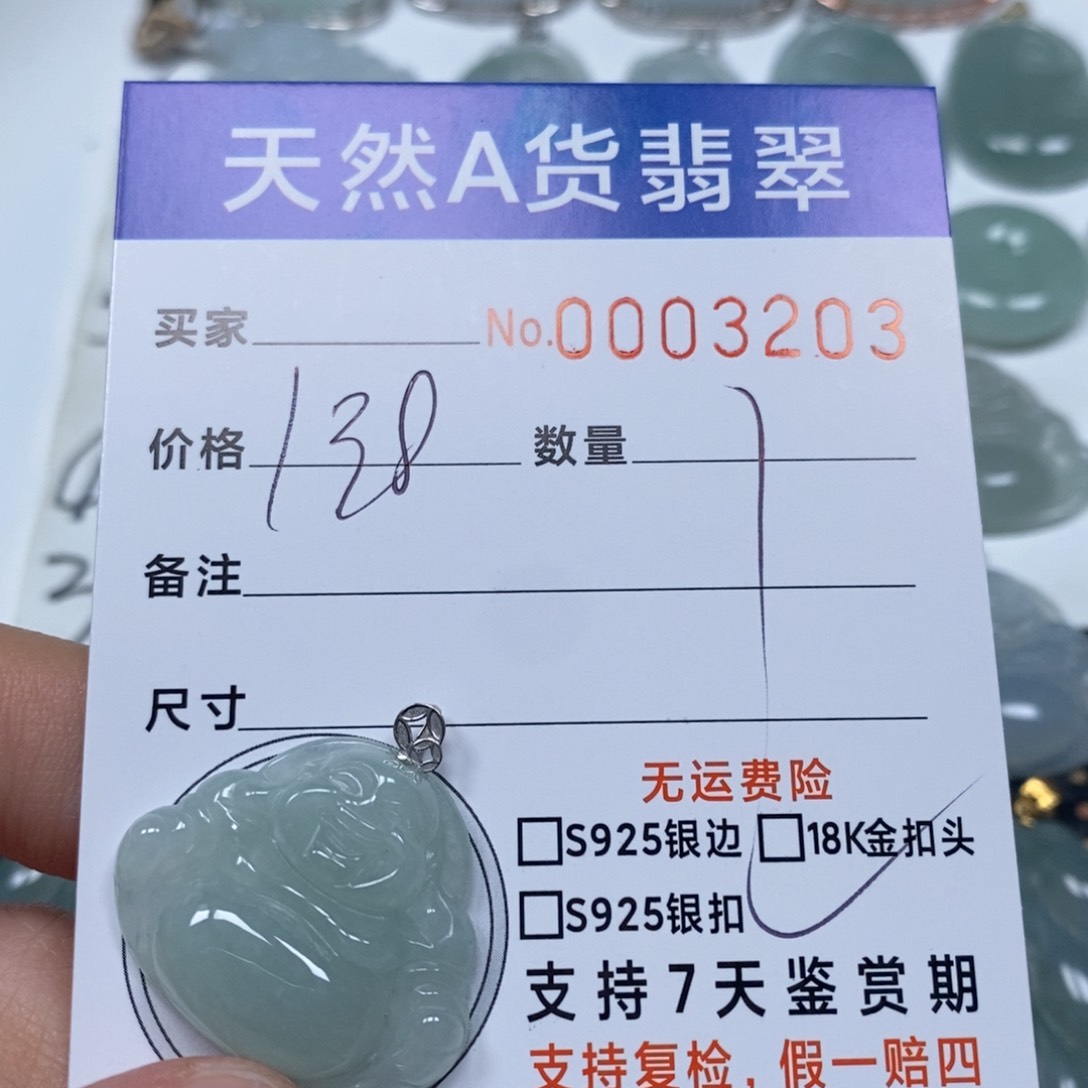 天然A货翡翠
买家 No.0003203
价格 138 数量 1
备注
尺寸
无运费险
S925银边 18K金扣头
S925银扣
支持7天鉴赏期
支持复检，假一赔四